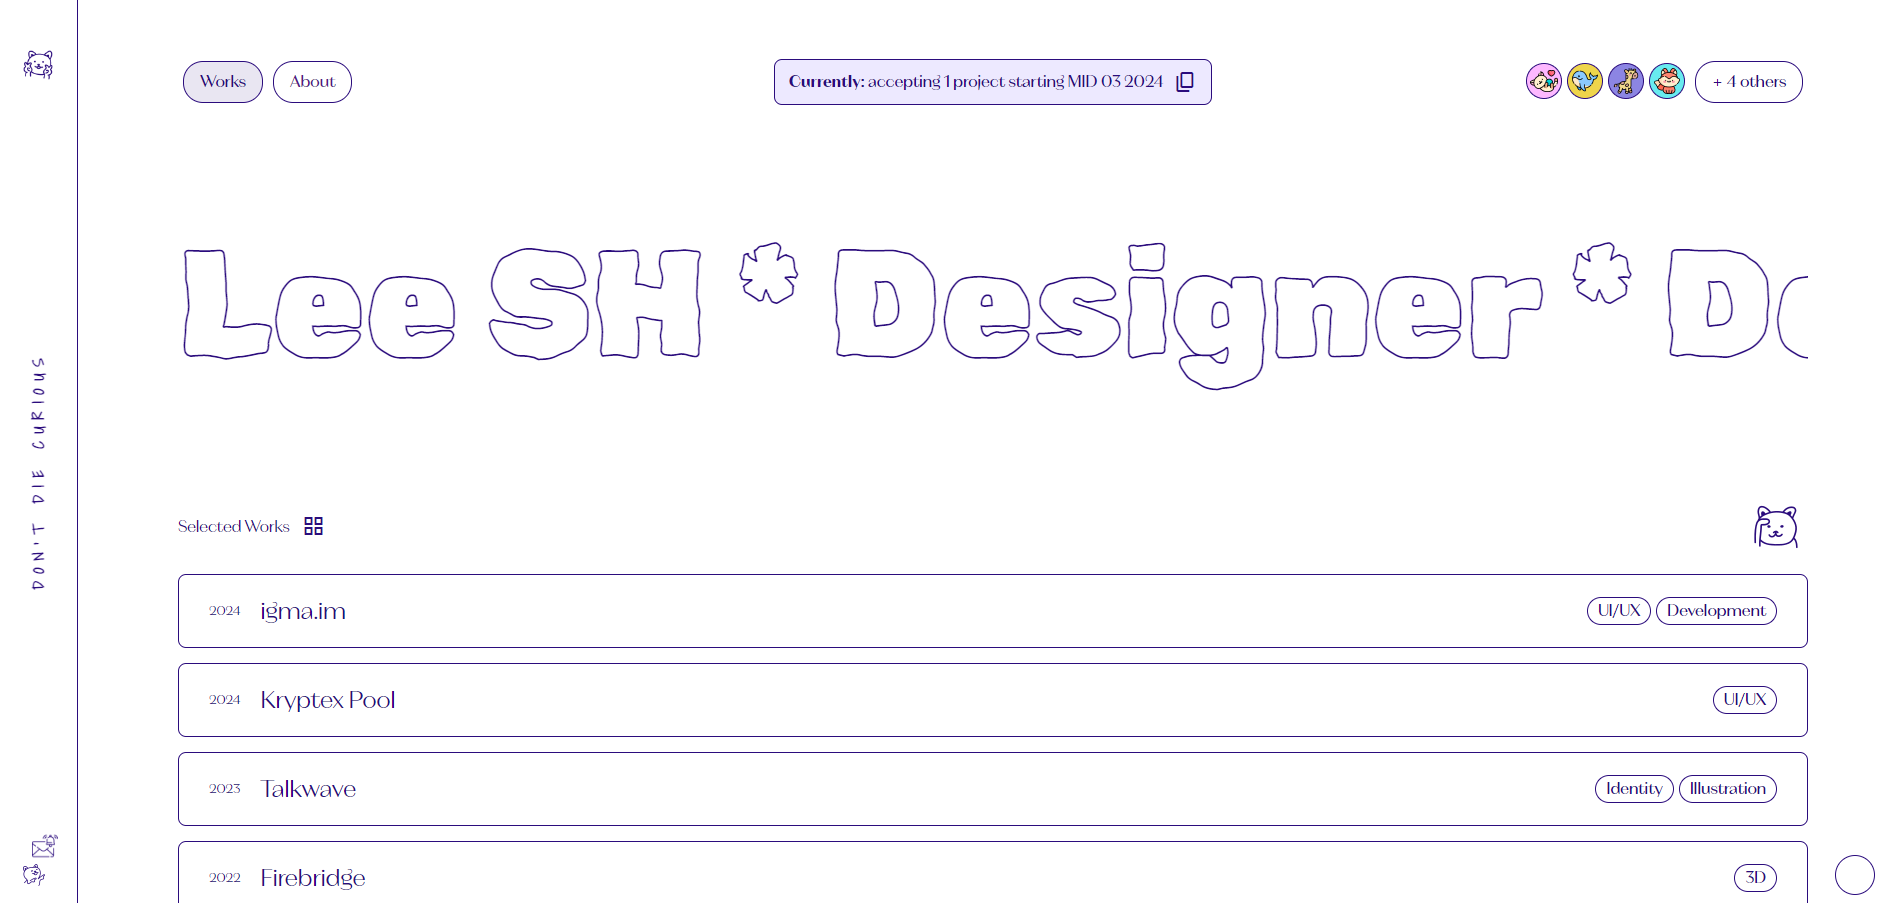 Works About
Currently: accepting 1 project starting MID 03 2024
+ 4 others
Lee SH * Designer * D
DON'T DIE CURIOUS
Selected Works
2024 igma.im UI/UX Development
2024 Kryptex Pool UI/UX
2023 Talkwave Identity Illustration
2022 Firebridge 3D